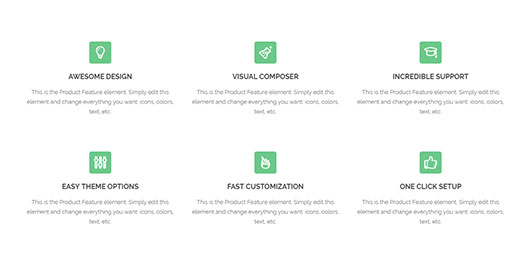 AWESOME DESIGN
This is the Product Feature element. Simply edit this
element and change everything you want: icons, colors,
text, etc.
VISUAL COMPOSER
This is the Product Feature element. Simply edit this
element and change everything you want: icons, colors,
text, etc.
INCREDIBLE SUPPORT
This is the Product Feature element. Simply edit this
element and change everything you want: icons, colors,
text, etc.
EASY THEME OPTIONS
This is the Product Feature element. Simply edit this
element and change everything you want: icons, colors,
text, etc.
FAST CUSTOMIZATION
This is the Product Feature element. Simply edit this
element and change everything you want: icons, colors,
text, etc.
ONE CLICK SETUP
This is the Product Feature element. Simply edit this
element and change everything you want: icons, colors,
text, etc.